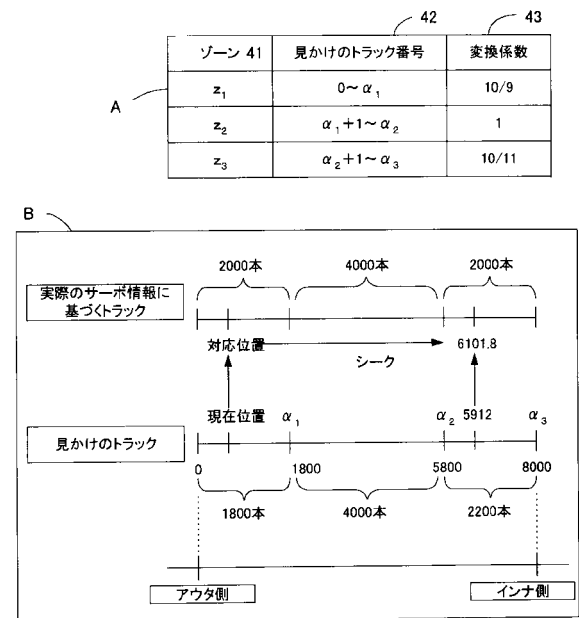 42
43
ゾーン 41
見かけのトラック番号
変換係数
A
z1
0～α1
10/9
z2
α1+1～α2
1
z3
α2+1～α3
10/11
B
2000本
4000本
2000本
実際のサーボ情報に
基づくトラック
対応位置
シーク
6101.8
現在位置
α1
α2
5912
α3
見かけのトラック
0
1800
5800
8000
1800本
4000本
2200本
アウタ側
インナ側